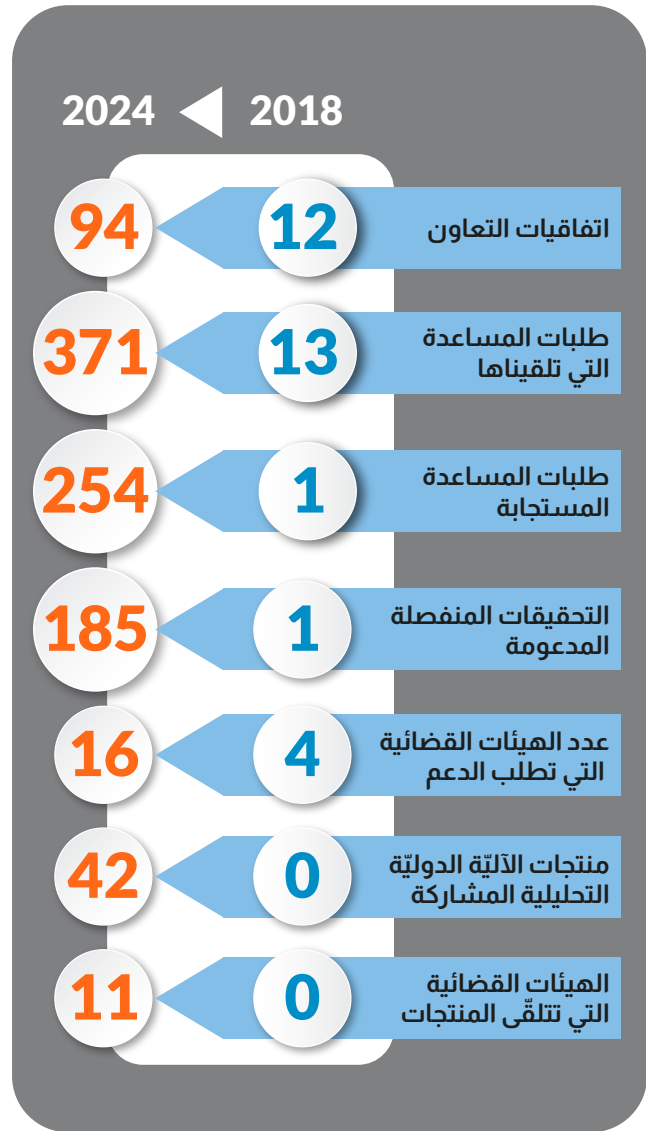 2018 2024
اتفاقيات التعاون 12 94
طلبات المساعدة
التي تلقيناها 13 371
طلبات المساعدة
المستجابة 1 254
التحقيقات المنفصلة
المدعومة 1 185
عدد الهيئات القضائية
التي تطلب الدعم 4 16
منتجات الآليّة الدوليّة
التحليلية المشاركة 0 42
الهيئات القضائية
التي تتلقّى المنتجات 0 11